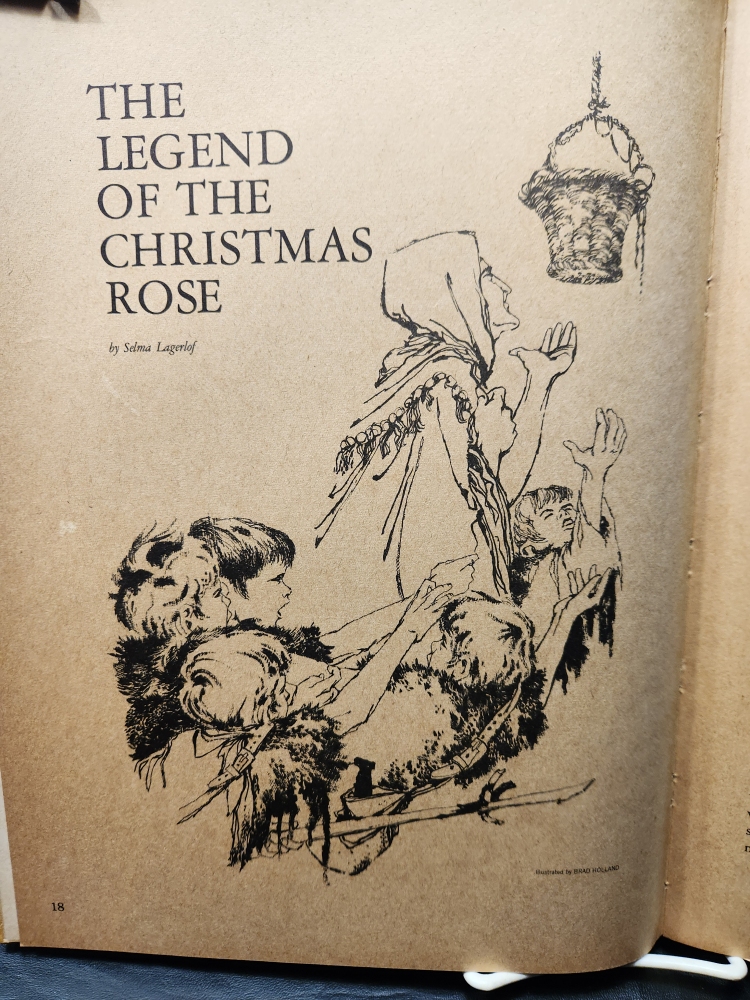 THE
LEGEND
OF THE
CHRISTMAS
ROSE
by Selma Lagerlof
Illustrated by BRAD HOLLAND
18